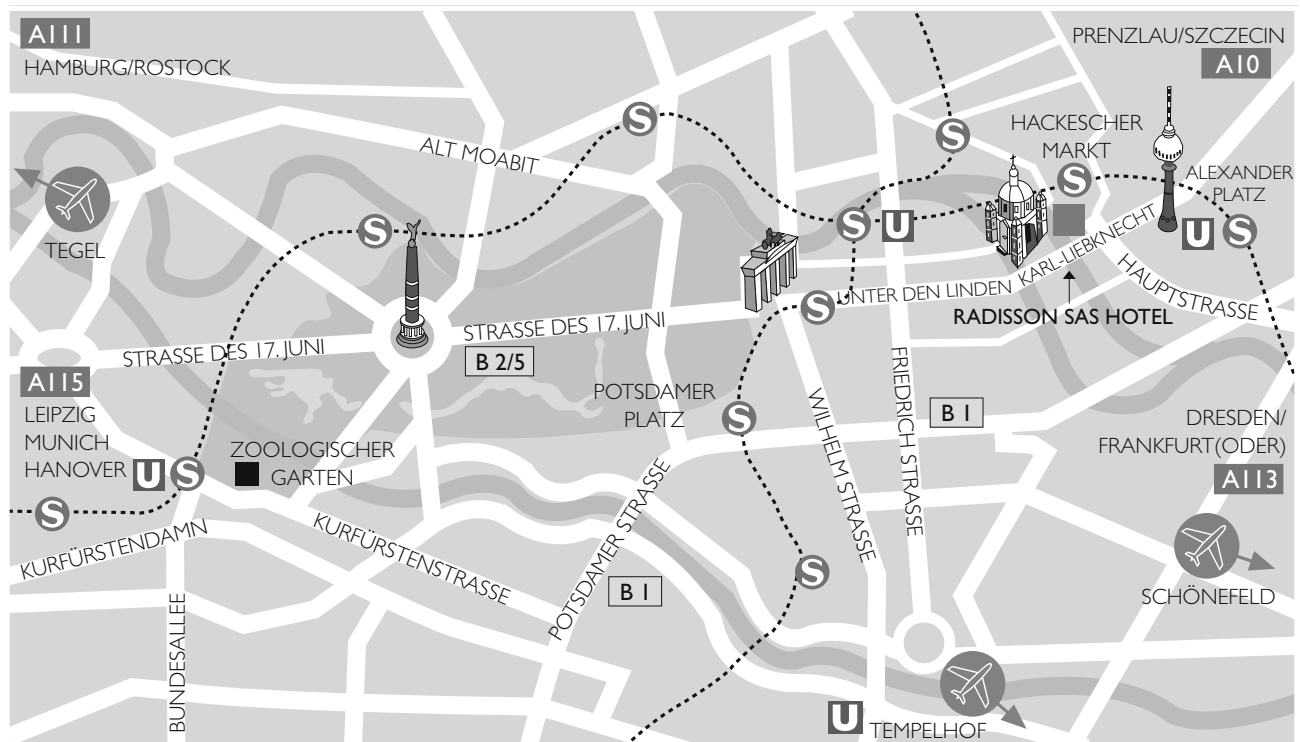 A111
HAMBURG/ROSTOCK
PRENZLAU/SZCZECIN
A10
S
S
HACKESCHER
MARKT
S
ALT MOABIT
ALEXANDER
PLATZ
TEGEL
S
S
U
U
S
KARL-LIEBKNECHT
HAUPTSTRASSE
UNTER DEN LINDEN
S
RADISSON SAS HOTEL
STRASSE DES 17. JUNI
STRASSE DES 17. JUNI
B 2/5
A115
LEIPZIG
MUNICH
HANOVER
U
S
ZOOLOGISCHER
GARTEN
POTSDAMER
PLATZ
S
WILHELM STRASSE
FRIEDRICH STRASSE
B 1
DRESDEN/
FRANKFURT(ODER)
A113
S
KURFÜRSTENDAMN
KURFÜRSTENSTRASSE
POTSDAMER STRASSE
B 1
S
SCHÖNEFELD
BUNDESALLEE
U
TEMPELHOF